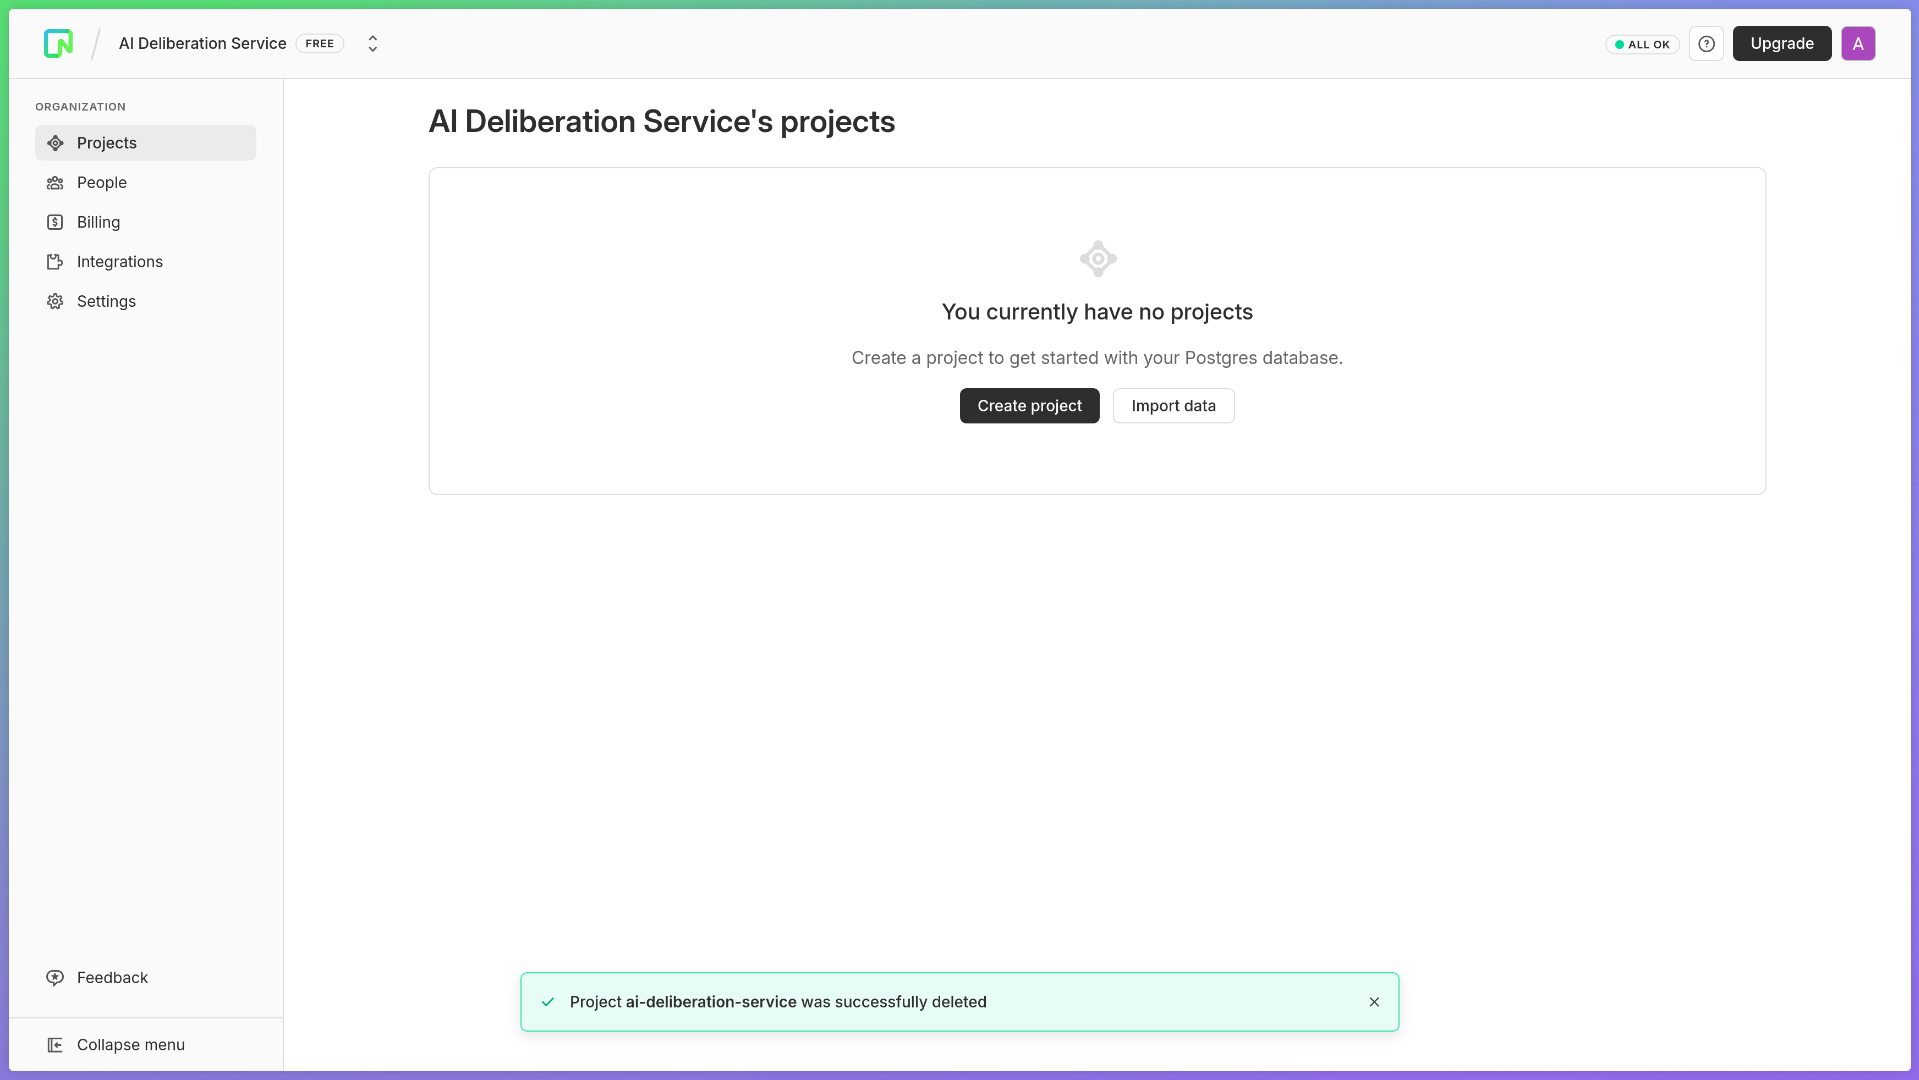 AI Deliberation Service FREE
ALL OK
Upgrade
A
ORGANIZATION
Projects
People
Billing
Integrations
Settings
AI Deliberation Service's projects
You currently have no projects
Create a project to get started with your Postgres database.
Create project
Import data
Feedback
Collapse menu
Project ai-deliberation-service was successfully deleted